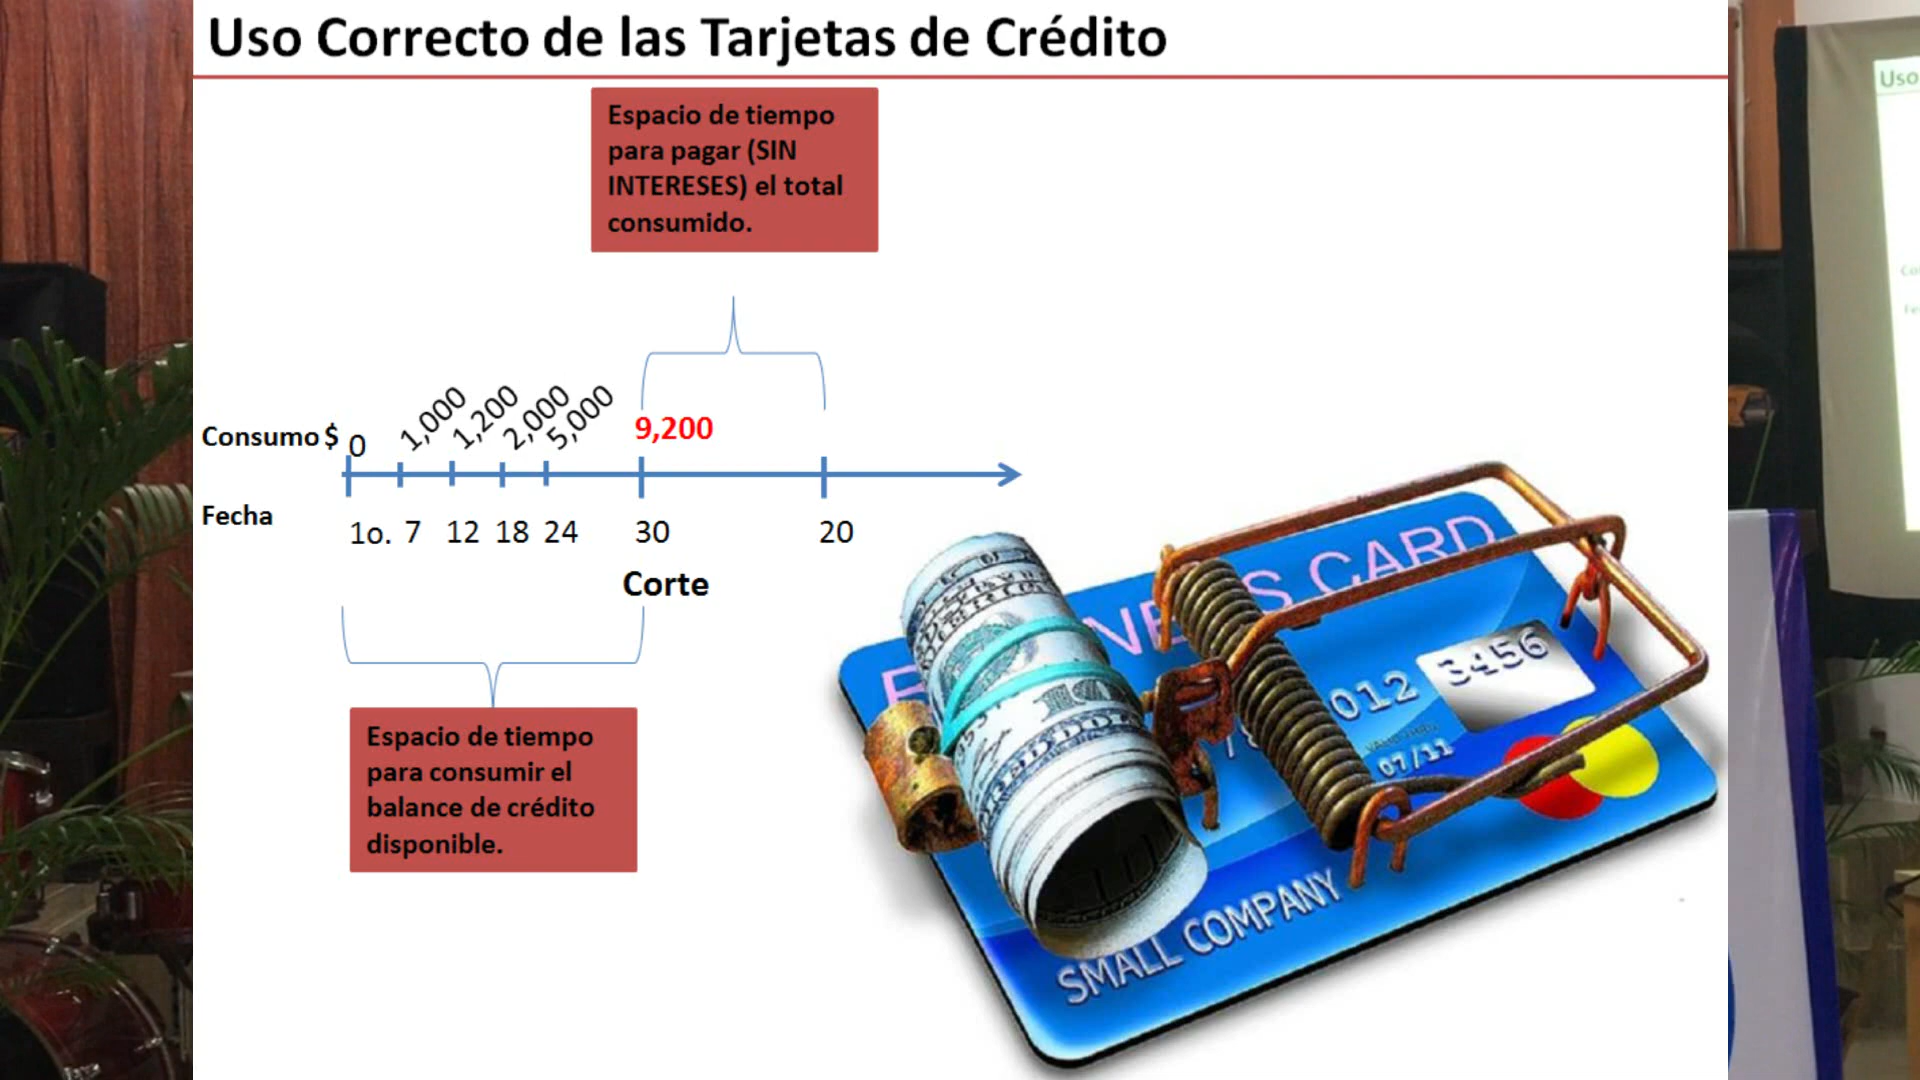 Uso Correcto de las Tarjetas de Crédito
Espacio de tiempo
para pagar (SIN
INTERESES) el total
consumido.
Consumo $ 0 1,000 1,200 2,000 5,000 9,200
Fecha 1o. 7 12 18 24 30 20
Corte
Espacio de tiempo
para consumir el
balance de crédito
disponible.
S CARD
012 3456
07/11
SMALL COMPANY
Uso